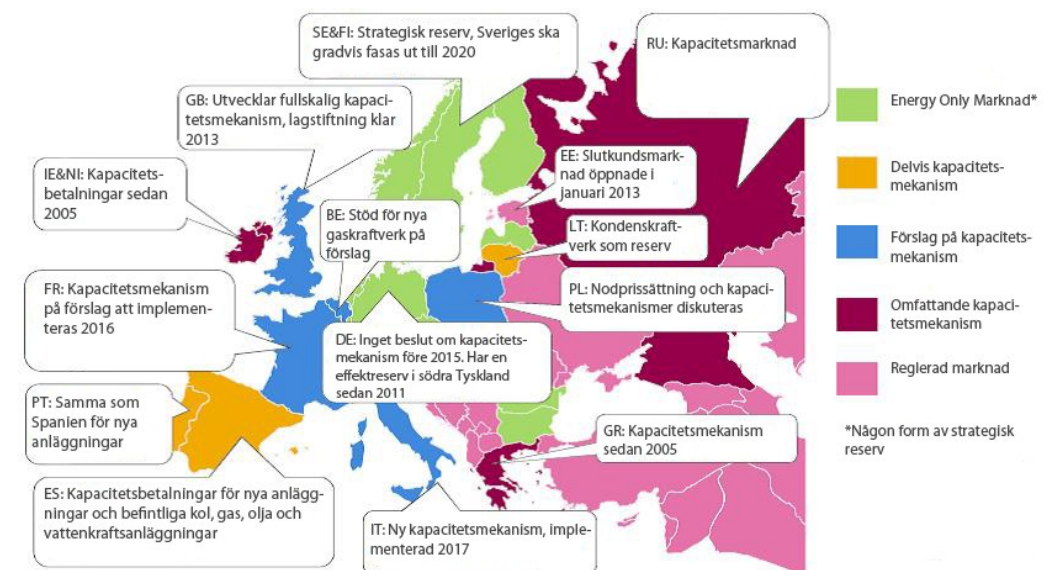 SE&FI: Strategisk reserv, Sveriges ska
gradvis fasas ut till 2020
RU: Kapacitetsmarknad
GB: Utvecklar fullskalig kapaci-
tetsmekanism, lagstiftning klar
2013
IE&NI: Kapacitets-
betalningar sedan
2005
BE: Stöd för nya
gaskraftverk på
förslag
EE: Slutkundsmark-
nad öppnade i
januari 2013
LT: Kondenskraft-
verk som reserv
FR: Kapacitetsmekanism
på förslag att implemen-
teras 2016
PL: Nodprissättning och kapaci-
tetsmekanismer diskuteras
DE: Inget beslut om kapacitets-
mekanism före 2015. Har en
effektreserv i södra Tyskland
sedan 2011
PT: Samma som
Spanien för nya
anläggningar
GR: Kapacitetsmekanism
sedan 2005
ES: Kapacitetsbetalningar för nya anlägg-
ningar och befintliga kol, gas, olja och
vattenkraftsanläggningar
IT: Ny kapacitetsmekanism, imple-
menterad 2017
Energy Only Marknad*
Delvis kapacitets-
mekanism
Förslag på kapacitets-
mekanism
Omfattande kapaci-
tetsmekanism
Reglerad marknad
*Någon form av strategisk
reserv